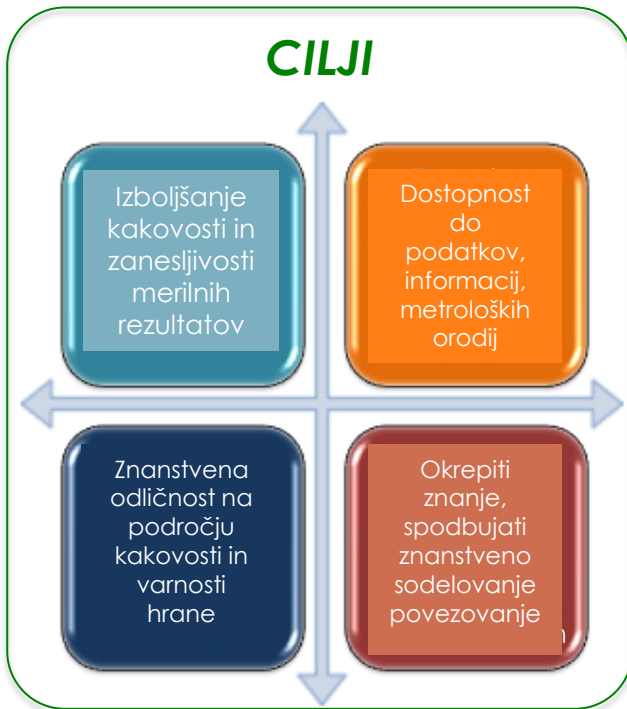 CILJI
Izboljšanje
kakovosti in
zanesljivosti
merilnih
rezultatov
Dostopnost
do
podatkov,
informacij,
metroloških
orodij
Znanstvena
odličnost na
področju
kakovosti in
varnosti
hrane
Okrepiti
znanje,
spodbujati
znanstveno
sodelovanje
povezovanje